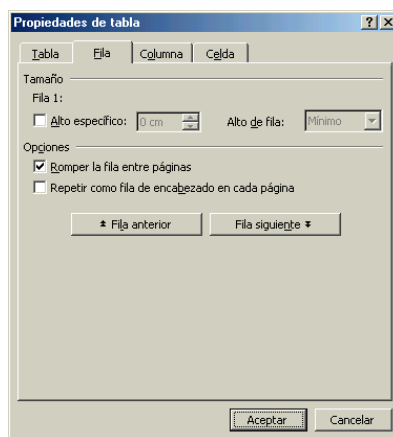 Propiedades de tabla
Tabla Fila Columna Celda
Tamaño
Fila 1:
Alto específico: 0 cm Alto de fila: Mínimo
Opciones
Romper la fila entre páginas
Repetir como fila de encabezado en cada página
Fila anterior Fila siguiente
Aceptar Cancelar